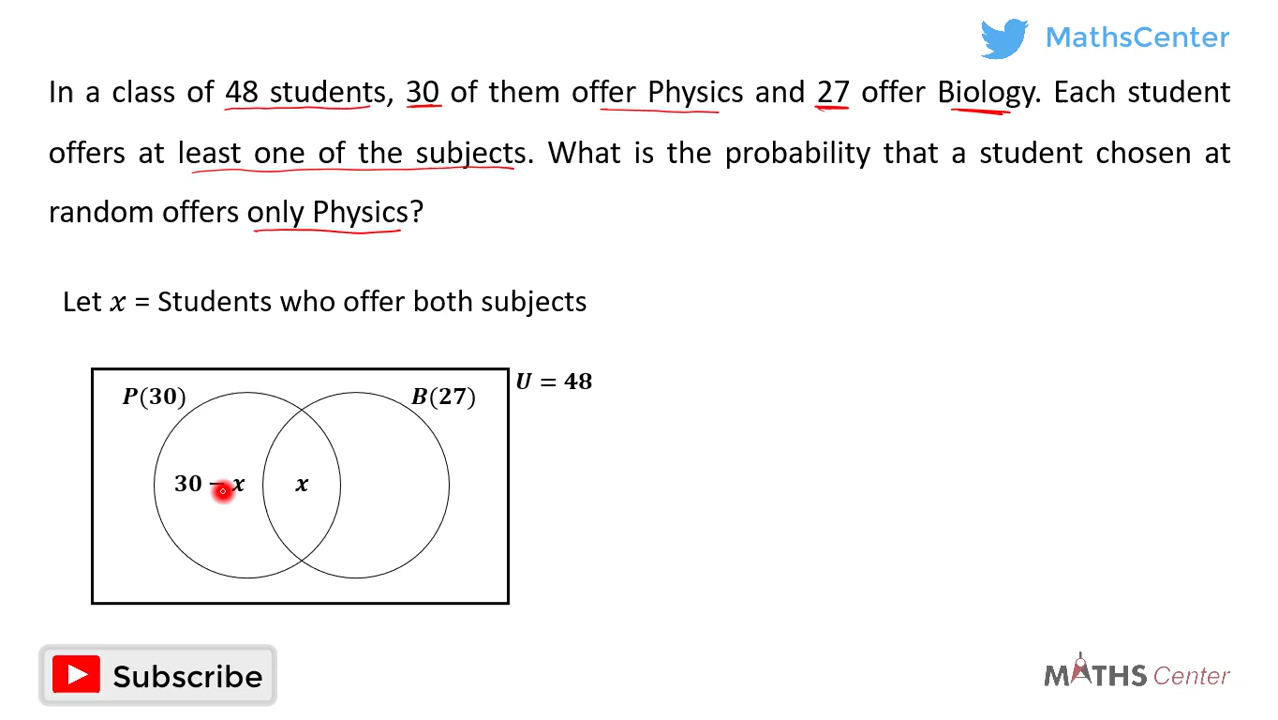 MathsCenter
In a class of 48 students, 30 of them offer Physics and 27 offer Biology. Each student
offers at least one of the subjects. What is the probability that a student chosen at
random offers only Physics?
Let 𝑥 = Students who offer both subjects
P(30) B(27) U = 48
30 − x x
Subscribe
MATHS Center